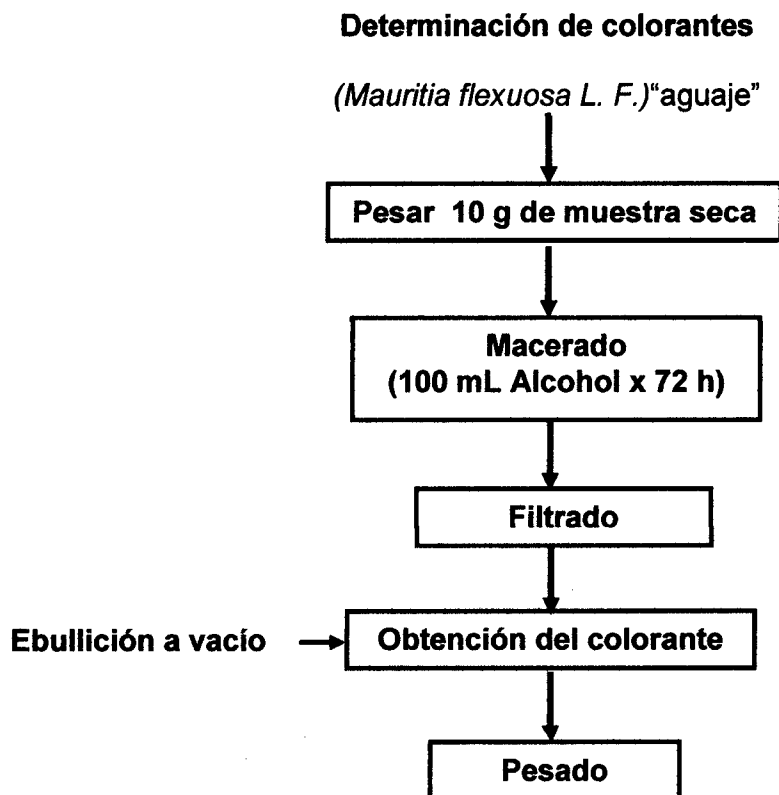 Determinación de colorantes
(Mauritia flexuosa L. F.)“aguaje”
Pesar 10 g de muestra seca
Macerado
(100 mL Alcohol x 72 h)
Filtrado
Ebullición a vacío
Obtención del colorante
Pesado